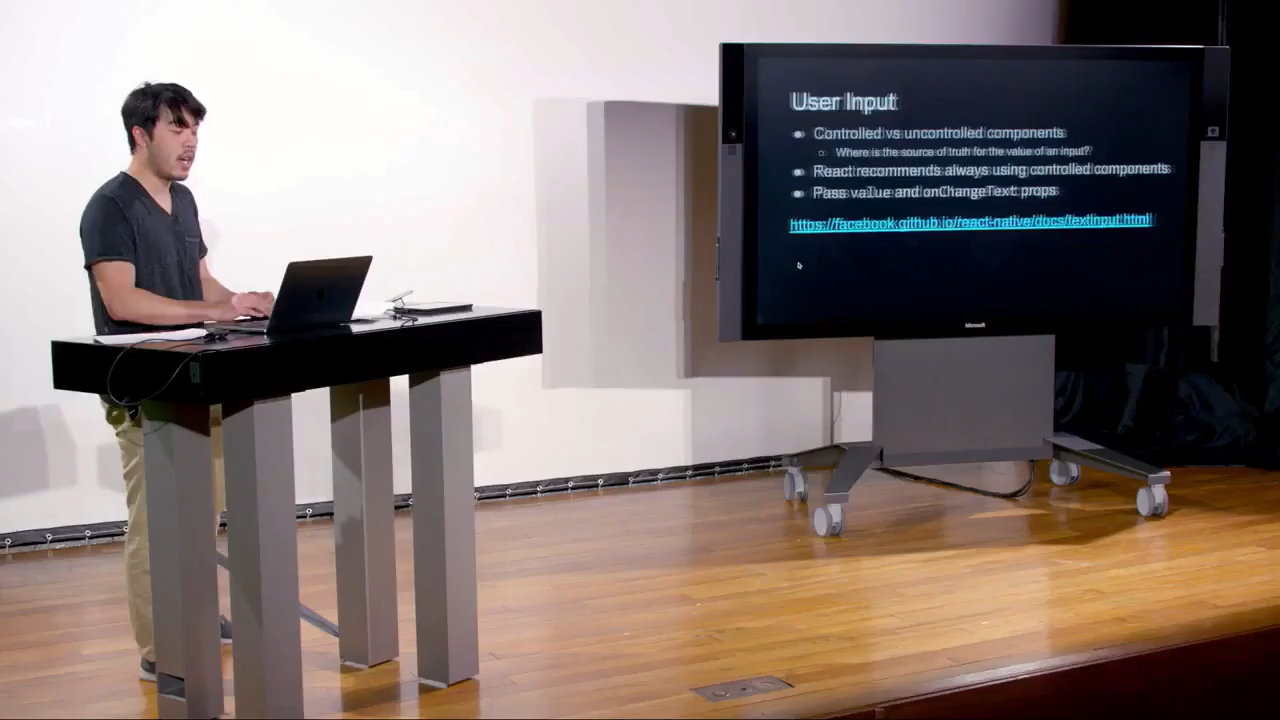 User Input
Controlled vs uncontrolled components
Where is the source of truth for the value of an input?
React recommends always using controlled components
Pass value and onChangeText props
https://facebook.github.io/react-native/docs/textinput.html
Microsoft